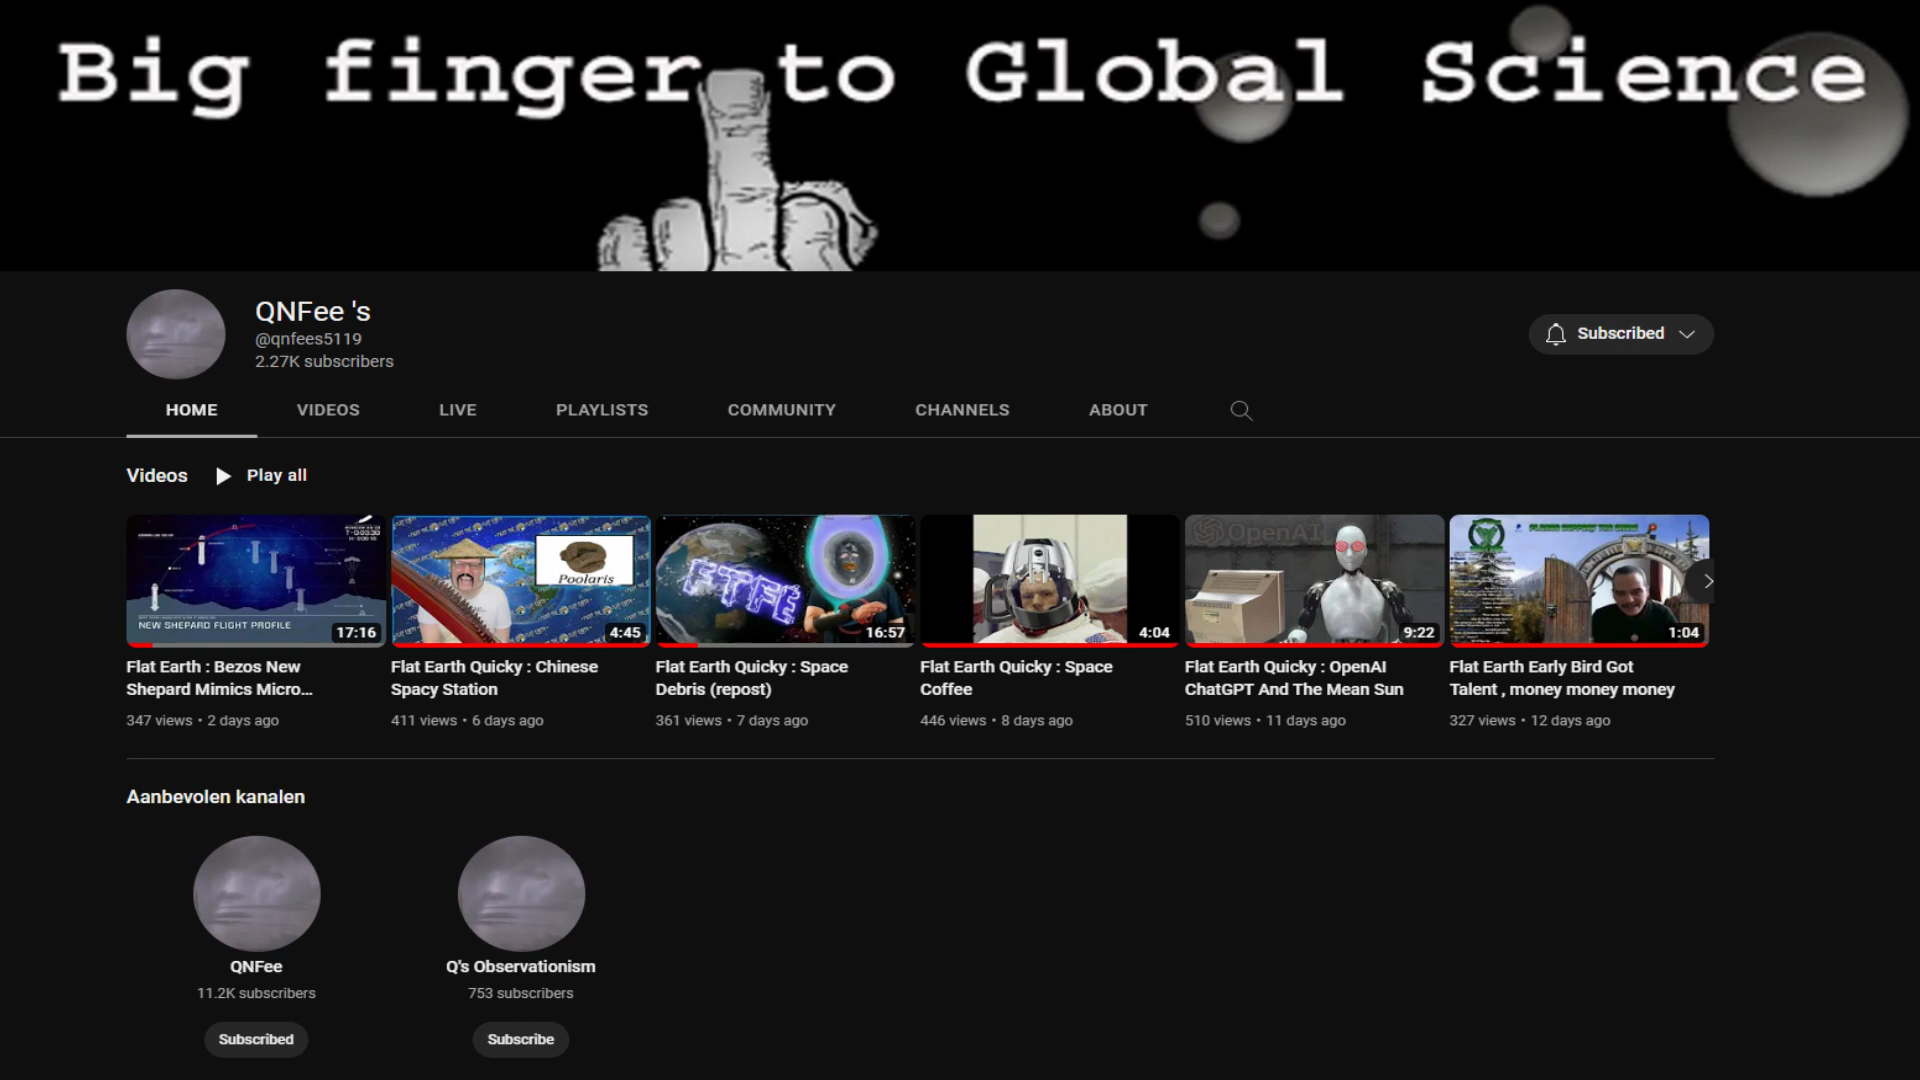 Big finger to Global Science
QNFee 's
@qnfees5119
2.27K subscribers
Subscribed
HOME VIDEOS LIVE PLAYLISTS COMMUNITY CHANNELS ABOUT
Videos Play all
NEW SHEPARD FLIGHT PROFILE
17:16
Poolaris
4:45
FTFE
16:57
4:04
OpenAI
9:22
PLEASE SUPPORT THE SHOW
1:04
Flat Earth : Bezos New
Shepard Mimics Micro...
347 views • 2 days ago
Flat Earth Quicky : Chinese
Spacy Station
411 views • 6 days ago
Flat Earth Quicky : Space
Debris (repost)
361 views • 7 days ago
Flat Earth Quicky : Space
Coffee
446 views • 8 days ago
Flat Earth Quicky : OpenAI
ChatGPT And The Mean Sun
510 views • 11 days ago
Flat Earth Early Bird Got
Talent , money money money
327 views • 12 days ago
Aanbevolen kanalen
QNFee
11.2K subscribers
Subscribed
Q's Observationism
753 subscribers
Subscribe